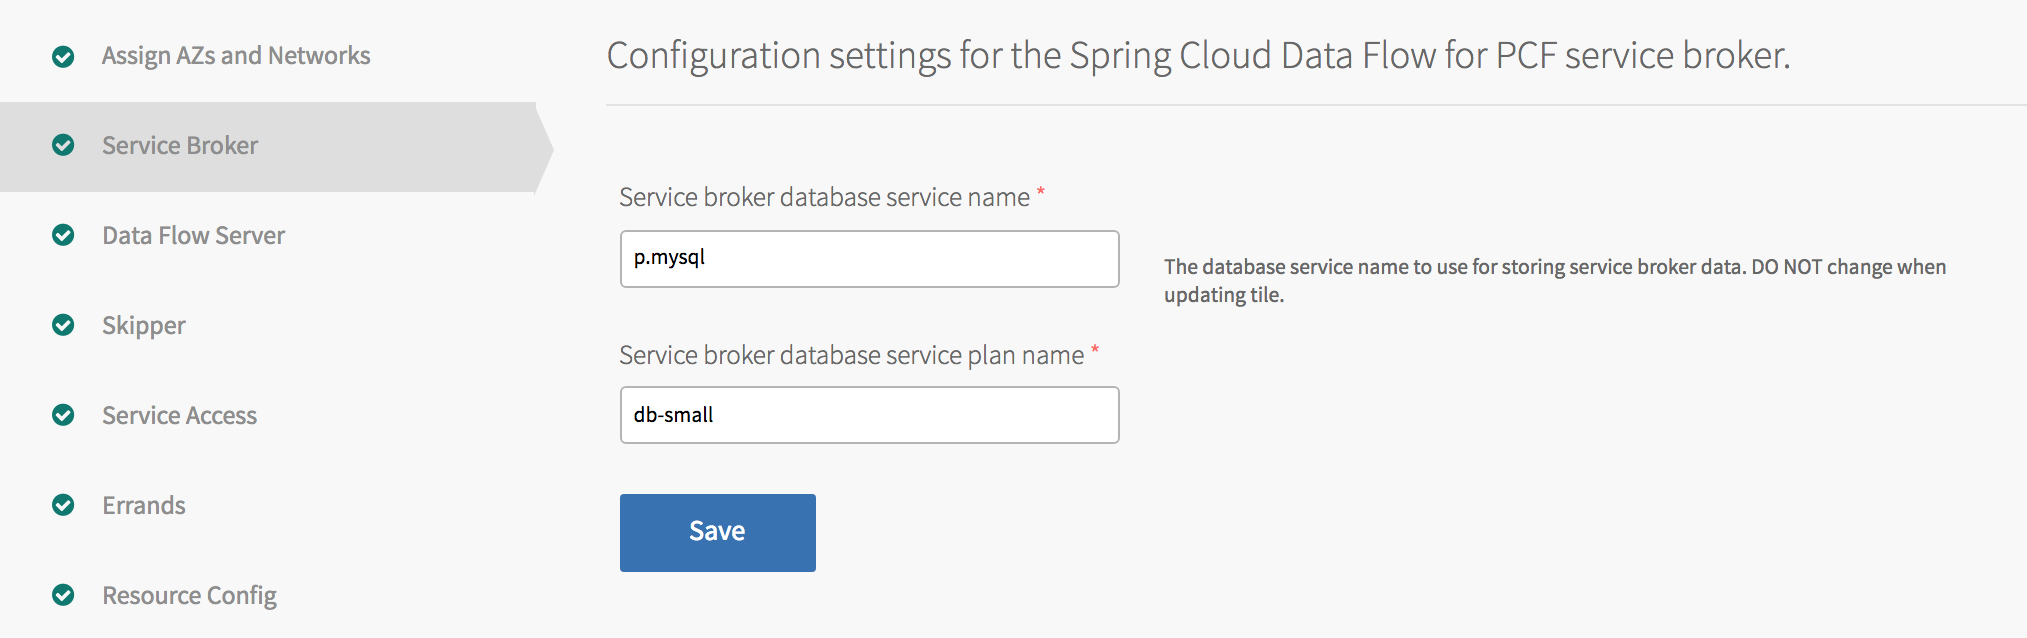 Assign AZs and Networks
Service Broker
Data Flow Server
Skipper
Service Access
Errands
Resource Config
Configuration settings for the Spring Cloud Data Flow for PCF service broker.
Service broker database service name *
p.mysql
The database service name to use for storing service broker data. DO NOT change when
updating tile.
Service broker database service plan name *
db-small
Save